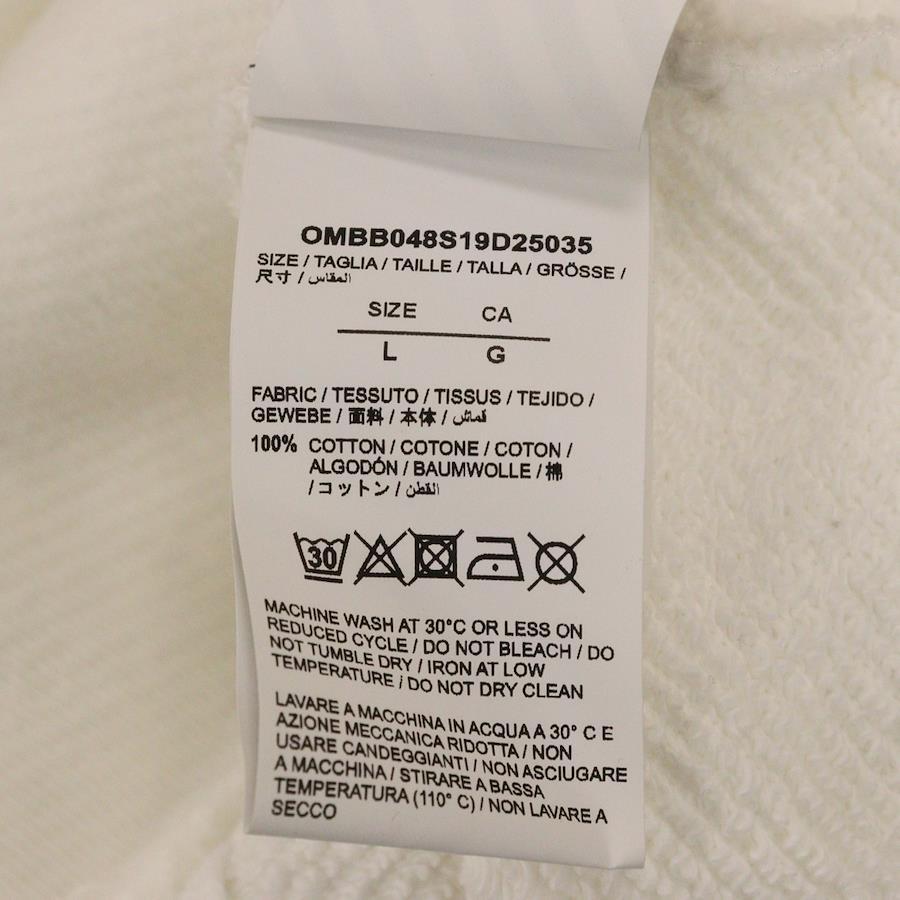 OMBB048S19D25035
SIZE / TAGLIA / TAILLE / TALLA / GRÖSSE /
尺寸 / المقاس
SIZE CA
L G
FABRIC / TESSUTO / TISSUS / TEJIDO /
GEWEBE / 面料 / 本体 / قماش
100% COTTON / COTONE / COTON /
ALGODÓN / BAUMWOLLE / 棉
/ コットン / القطن
30
MACHINE WASH AT 30°C OR LESS ON
REDUCED CYCLE / DO NOT BLEACH / DO
NOT TUMBLE DRY / IRON AT LOW
TEMPERATURE / DO NOT DRY CLEAN
LAVARE A MACCHINA IN ACQUA A 30° C E
AZIONE MECCANICA RIDOTTA / NON
USARE CANDEGGIANTI / NON ASCIUGARE
A MACCHINA / STIRARE A BASSA
TEMPERATURA (110° C) / NON LAVARE A
SECCO